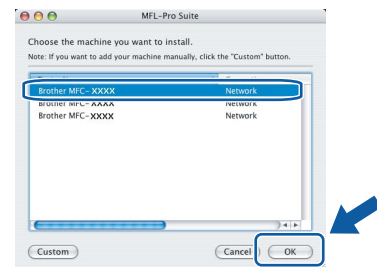 MFL-Pro Suite
Choose the machine you want to install.
Note: If you want to add your machine manually, click the "Custom" button.
Brother MFC-XXXX Network
Brother MFC-XXXX Network
Brother MFC-XXXX Network
Custom Cancel OK